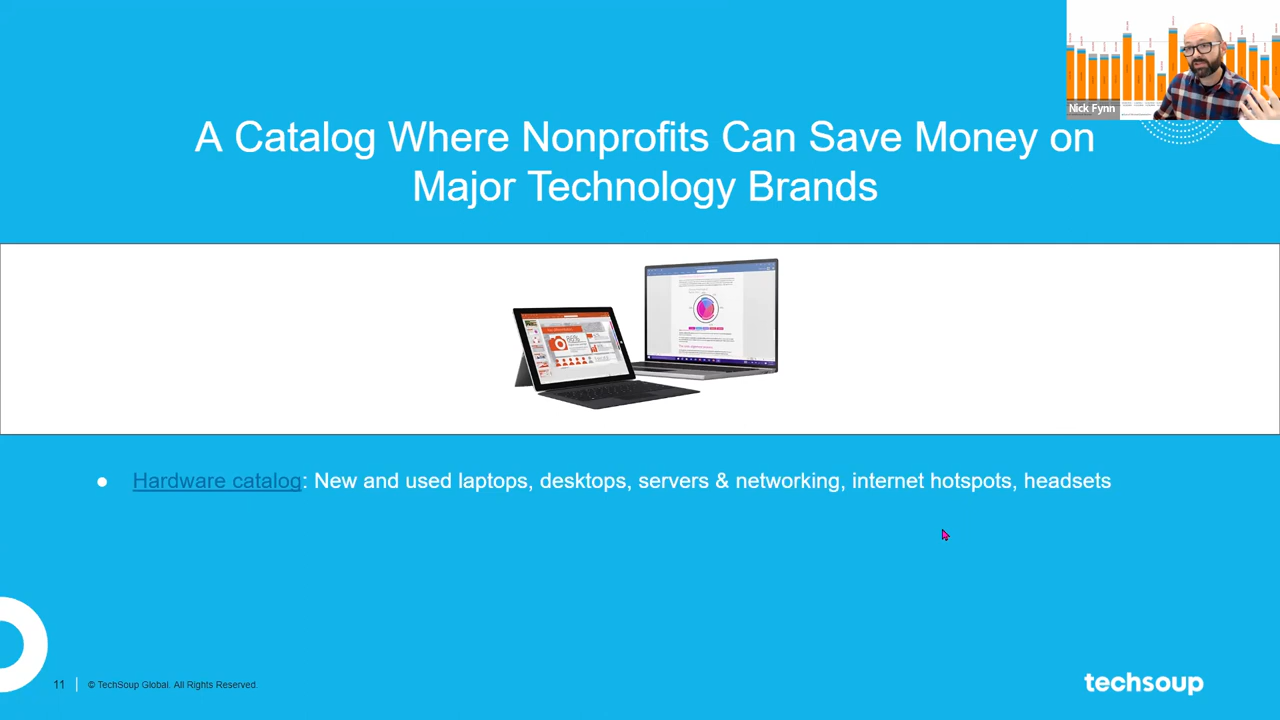 Nick Fynn
A Catalog Where Nonprofits Can Save Money on
Major Technology Brands
● Hardware catalog: New and used laptops, desktops, servers & networking, internet hotspots, headsets
11
© TechSoup Global. All Rights Reserved.
techsoup